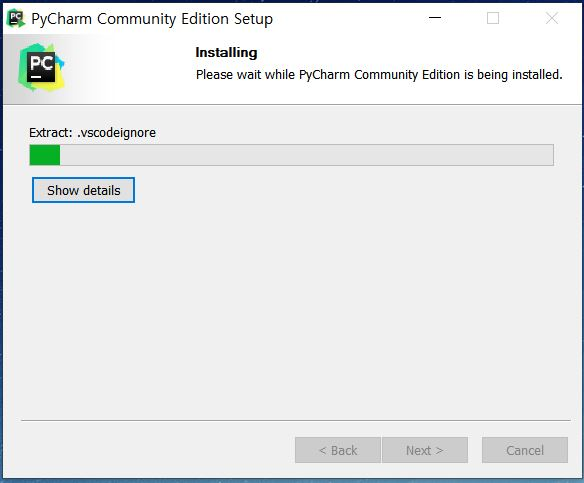 PyCharm Community Edition Setup
PC
Installing
Please wait while PyCharm Community Edition is being installed.
Extract: .vscodeignore
Show details
< Back
Next >
Cancel